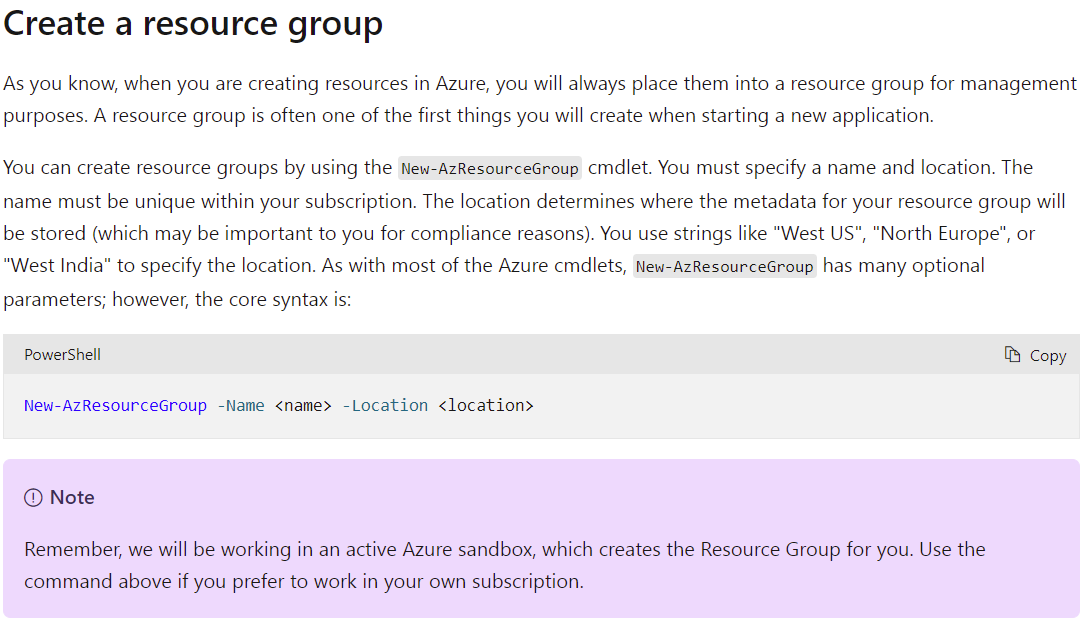 Create a resource group
As you know, when you are creating resources in Azure, you will always place them into a resource group for management
purposes. A resource group is often one of the first things you will create when starting a new application.
You can create resource groups by using the New-AzResourceGroup cmdlet. You must specify a name and location. The
name must be unique within your subscription. The location determines where the metadata for your resource group will
be stored (which may be important to you for compliance reasons). You use strings like "West US", "North Europe", or
"West India" to specify the location. As with most of the Azure cmdlets, New-AzResourceGroup has many optional
parameters; however, the core syntax is:
PowerShell Copy
New-AzResourceGroup -Name <name> -Location <location>
Note
Remember, we will be working in an active Azure sandbox, which creates the Resource Group for you. Use the
command above if you prefer to work in your own subscription.